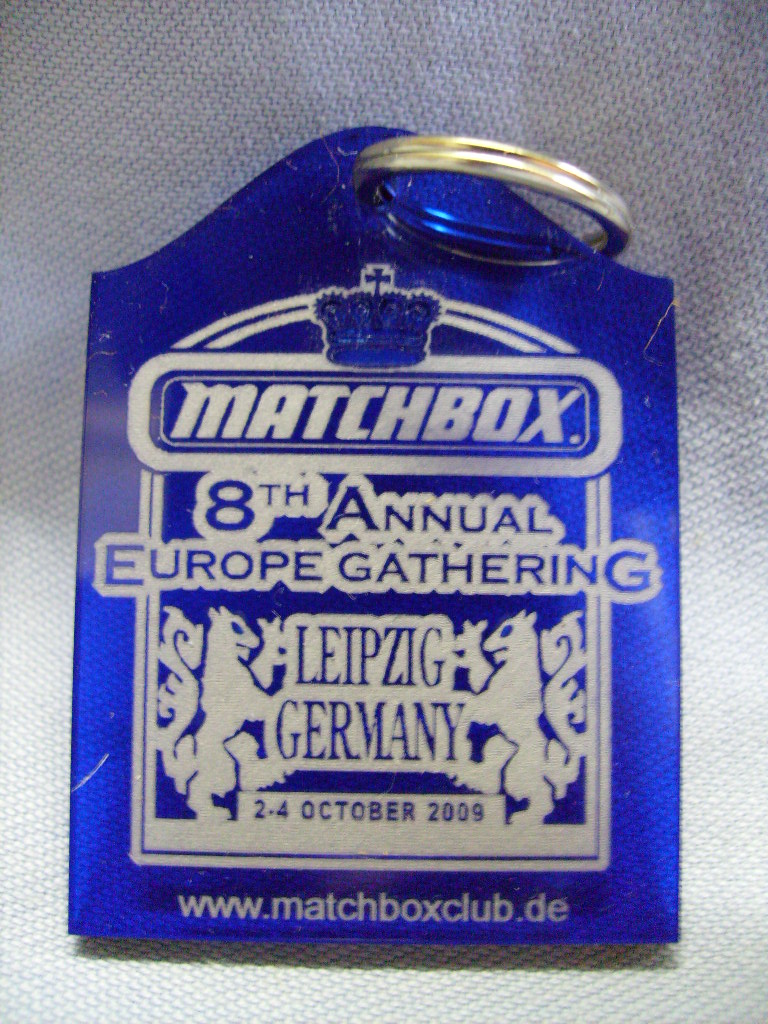 MATCHBOX.
8TH ANNUAL
EUROPE GATHERING
LEIPZIG
GERMANY
2-4 OCTOBER 2009
www.matchboxclub.de